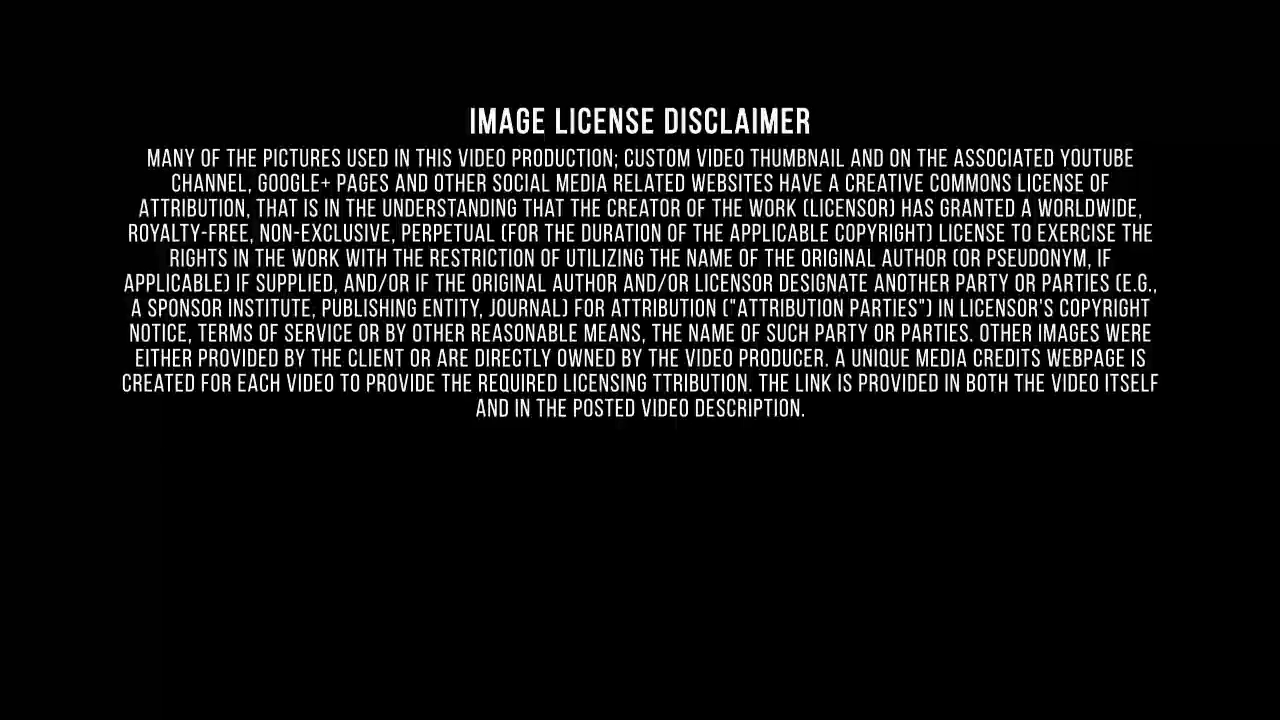 IMAGE LICENSE DISCLAIMER
MANY OF THE PICTURES USED IN THIS VIDEO PRODUCTION; CUSTOM VIDEO THUMBNAIL AND ON THE ASSOCIATED YOUTUBE
CHANNEL, GOOGLE+ PAGES AND OTHER SOCIAL MEDIA RELATED WEBSITES HAVE A CREATIVE COMMONS LICENSE OF
ATTRIBUTION, THAT IS IN THE UNDERSTANDING THAT THE CREATOR OF THE WORK (LICENSOR) HAS GRANTED A WORLDWIDE,
ROYALTY-FREE, NON-EXCLUSIVE, PERPETUAL (FOR THE DURATION OF THE APPLICABLE COPYRIGHT) LICENSE TO EXERCISE THE
RIGHTS IN THE WORK WITH THE RESTRICTION OF UTILIZING THE NAME OF THE ORIGINAL AUTHOR (OR PSEUDONYM, IF
APPLICABLE) IF SUPPLIED, AND/OR IF THE ORIGINAL AUTHOR AND/OR LICENSOR DESIGNATE ANOTHER PARTY OR PARTIES (E.G.,
A SPONSOR INSTITUTE, PUBLISHING ENTITY, JOURNAL) FOR ATTRIBUTION ("ATTRIBUTION PARTIES") IN LICENSOR'S COPYRIGHT
NOTICE, TERMS OF SERVICE OR BY OTHER REASONABLE MEANS, THE NAME OF SUCH PARTY OR PARTIES. OTHER IMAGES WERE
EITHER PROVIDED BY THE CLIENT OR ARE DIRECTLY OWNED BY THE VIDEO PRODUCER. A UNIQUE MEDIA CREDITS WEBPAGE IS
CREATED FOR EACH VIDEO TO PROVIDE THE REQUIRED LICENSING TTRIBUTION. THE LINK IS PROVIDED IN BOTH THE VIDEO ITSELF
AND IN THE POSTED VIDEO DESCRIPTION.